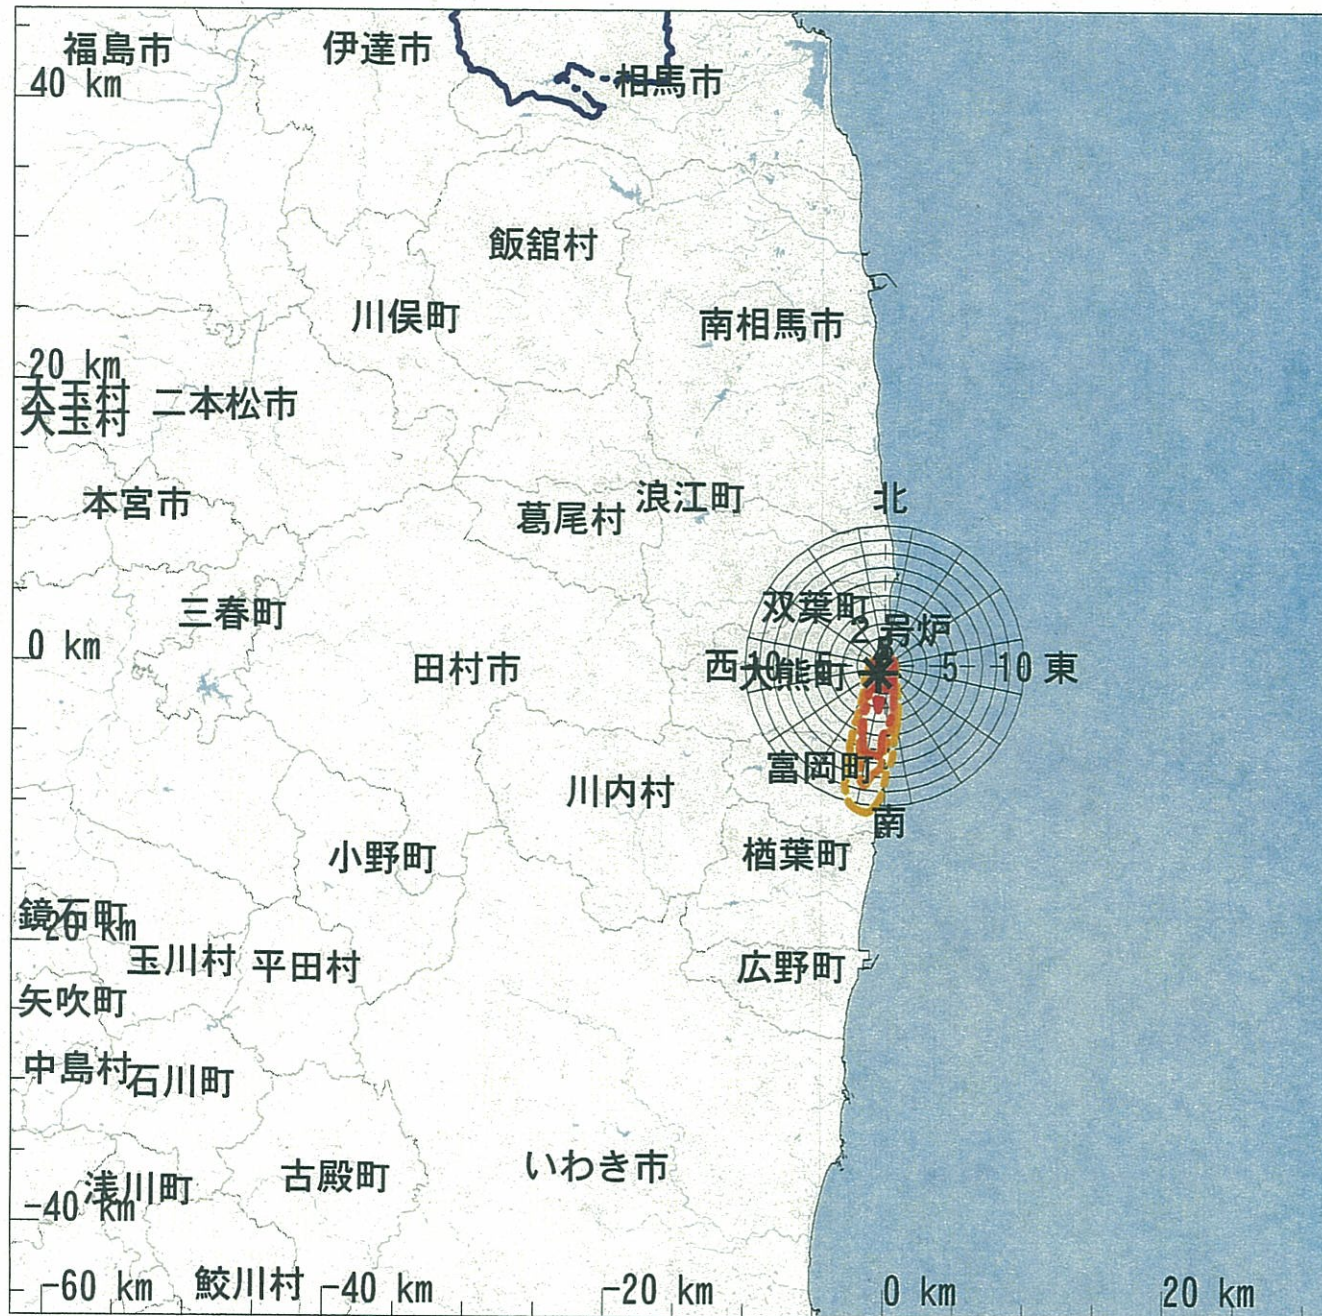 福島市
伊達市
40 km
相馬市
飯舘村
川俣町
南相馬市
20 km
大玉村
二本松市
大玉村
本宮市
葛尾村
浪江町
北
三春町
双葉町
2号炉
0 km
田村市
西
10
5
大熊町
5
10
東
富岡町
川内村
南
小野町
楢葉町
鏡石町
-20 km
玉川村
平田村
広野町
矢吹町
中島村
石川町
浅川町
古殿町
いわき市
-40 km
-60 km
鮫川村
-40 km
-20 km
0 km
20 km